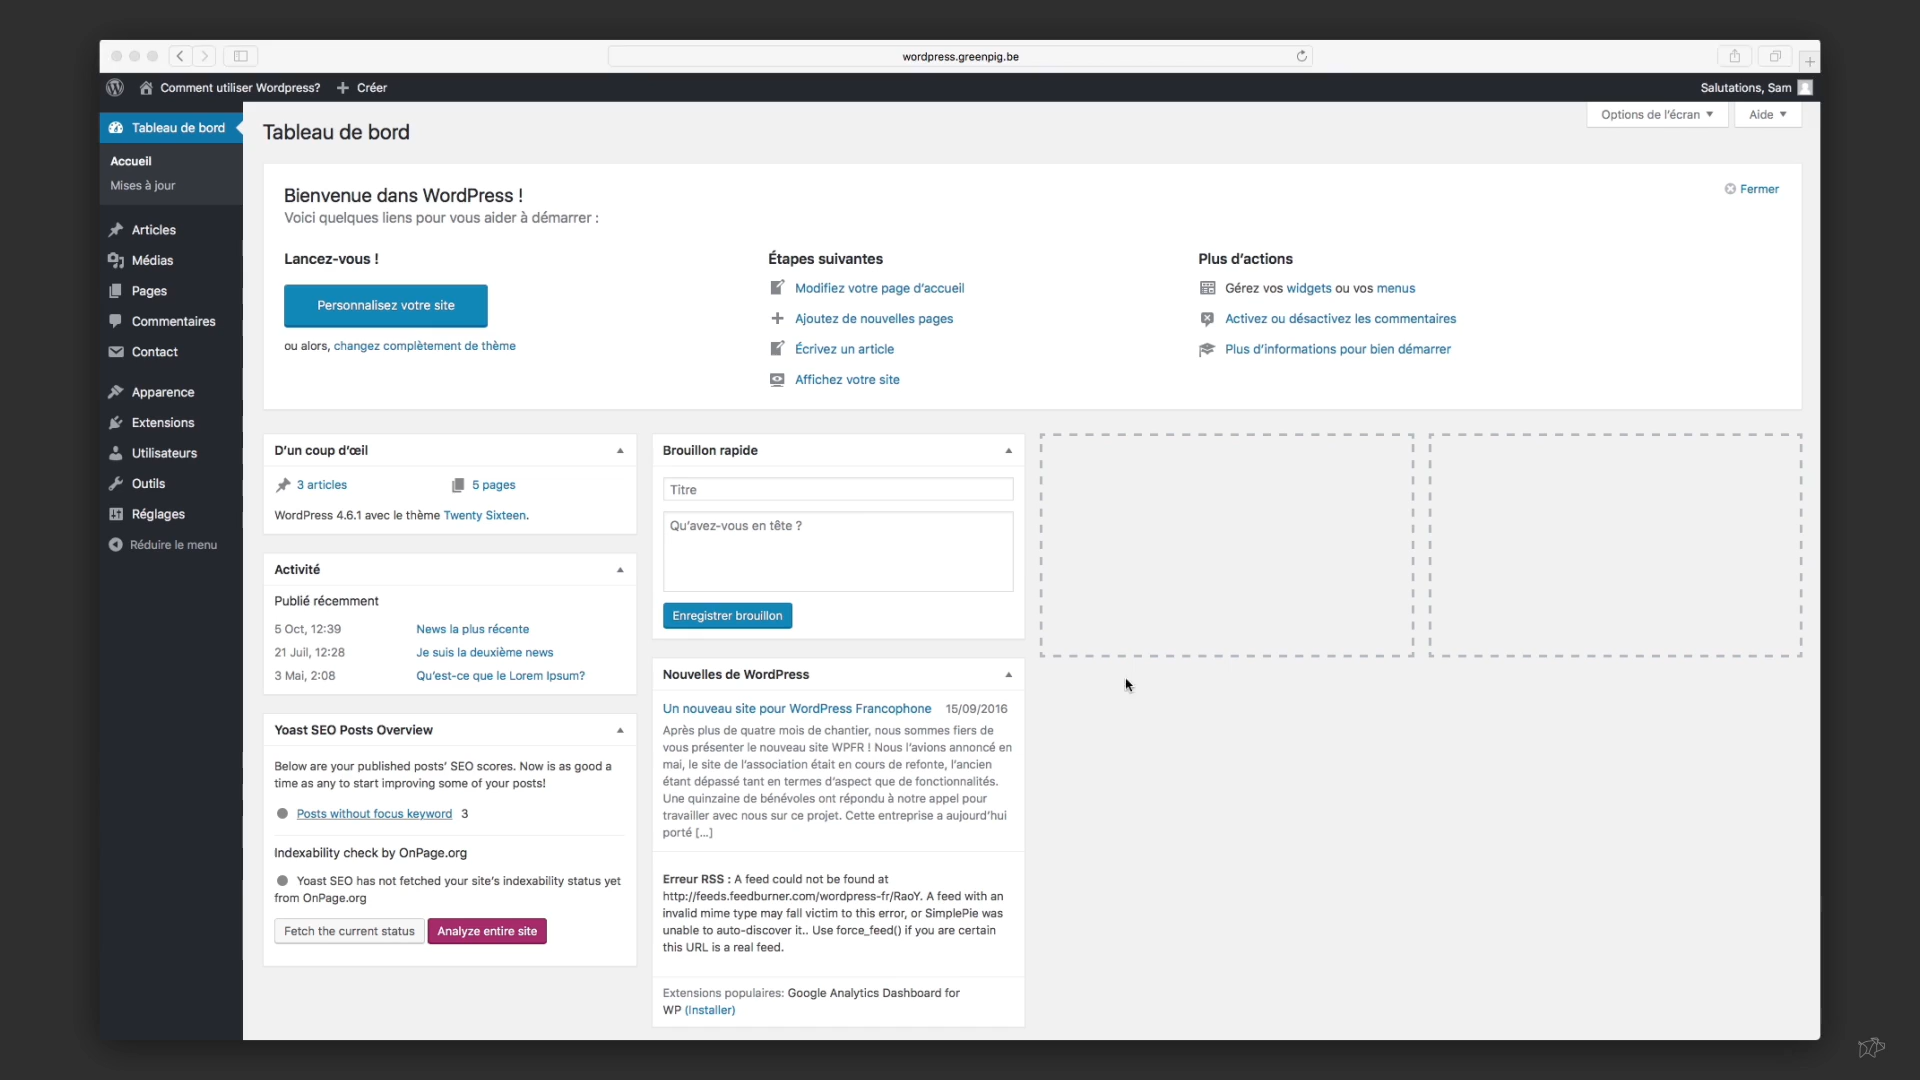 wordpress.greenpig.be
Comment utiliser Wordpress?
Créer
Salutations, Sam
Tableau de bord
Accueil
Mises à jour
Articles
Médias
Pages
Commentaires
Contact
Apparence
Extensions
Utilisateurs
Outils
Réglages
Réduire le menu
Tableau de bord
Options de l'écran
Aide
Bienvenue dans WordPress !
Voici quelques liens pour vous aider à démarrer :
Fermer
Lancez-vous !
Personnalisez votre site
ou alors, changez complètement de thème
Étapes suivantes
Modifiez votre page d'accueil
Ajoutez de nouvelles pages
Écrivez un article
Affichez votre site
Plus d'actions
Gérez vos widgets ou vos menus
Activez ou désactivez les commentaires
Plus d'informations pour bien démarrer
D'un coup d'œil
3 articles
5 pages
WordPress 4.6.1 avec le thème Twenty Sixteen.
Activité
Publié récemment
5 Oct, 12:39 News la plus récente
21 Juil, 12:28 Je suis la deuxième news
3 Mai, 2:08 Qu'est-ce que le Lorem Ipsum?
Yoast SEO Posts Overview
Below are your published posts' SEO scores. Now is as good a
time as any to start improving some of your posts!
Posts without focus keyword 3
Indexability check by OnPage.org
Yoast SEO has not fetched your site's indexability status yet
from OnPage.org
Fetch the current status
Analyze entire site
Brouillon rapide
Titre
Qu'avez-vous en tête ?
Enregistrer brouillon
Nouvelles de WordPress
Un nouveau site pour WordPress Francophone 15/09/2016
Après plus de quatre mois de chantier, nous sommes fiers de
vous présenter le nouveau site WPFR ! Nous l'avions annoncé en
mai, le site de l'association était en cours de refonte, l'ancien
étant dépassé tant en termes d'aspect que de fonctionnalités.
Une quinzaine de bénévoles ont répondu à notre appel pour
travailler avec nous sur ce projet. Cette entreprise a aujourd'hui
porté [...]
Erreur RSS : A feed could not be found at
http://feeds.feedburner.com/wordpress-fr/RaoY. A feed with an
invalid mime type may fall victim to this error, or SimplePie was
unable to auto-discover it.. Use force_feed() if you are certain
this URL is a real feed.
Extensions populaires: Google Analytics Dashboard for
WP (Installer)